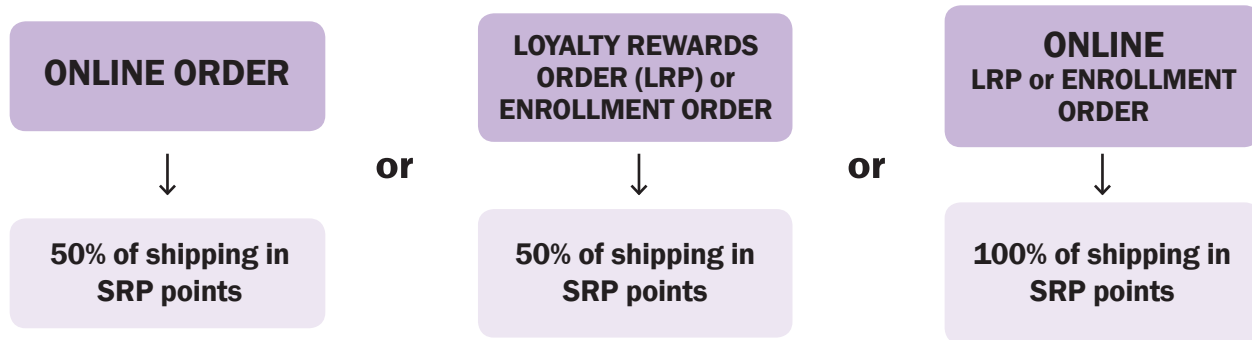 ONLINE ORDER
↓
50% of shipping in
SRP points
or
LOYALTY REWARDS
ORDER (LRP) or
ENROLLMENT ORDER
↓
50% of shipping in
SRP points
or
ONLINE
LRP or ENROLLMENT
ORDER
↓
100% of shipping in
SRP points